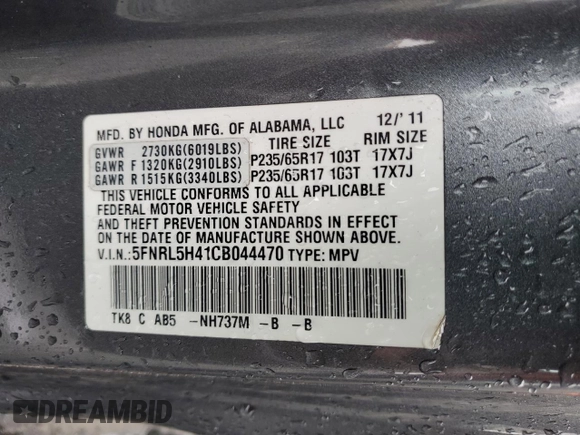 MFD. BY HONDA MFG. OF ALABAMA, LLC 12/'11
TIRE SIZE RIM SIZE
GVWR 2730KG(6019LBS)
GAWR F 1320KG(2910LBS) P235/65R17 103T 17X7J
GAWR R 1515KG(3340LBS) P235/65R17 103T 17X7J
THIS VEHICLE CONFORMS TO ALL APPLICABLE
FEDERAL MOTOR VEHICLE SAFETY
AND THEFT PREVENTION STANDARDS IN EFFECT
ON DATE OF MANUFACTURE SHOWN ABOVE.
V.I.N.:5FNRL5H41CB044470 TYPE: MPV
TK8 C AB5 -NH737M -B -B
DREAMBID